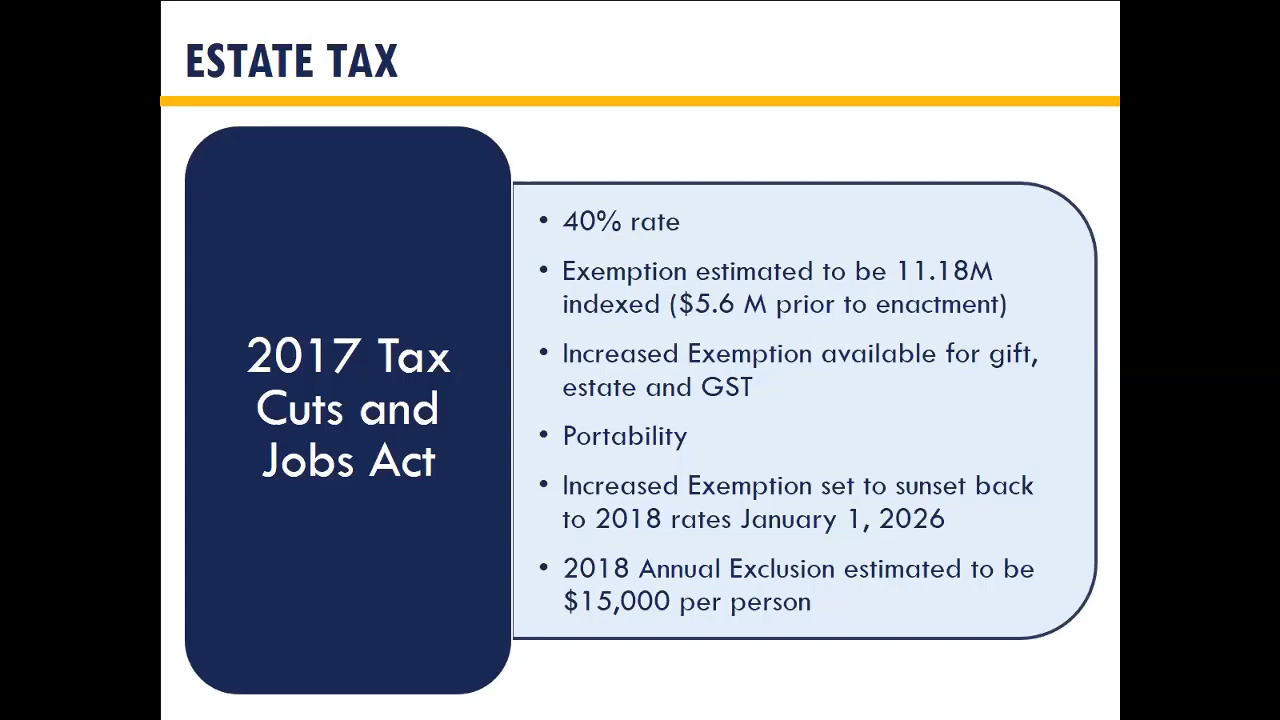 ESTATE TAX
2017 Tax
Cuts and
Jobs Act
• 40% rate
• Exemption estimated to be 11.18M
indexed ($5.6 M prior to enactment)
• Increased Exemption available for gift,
estate and GST
• Portability
• Increased Exemption set to sunset back
to 2018 rates January 1, 2026
• 2018 Annual Exclusion estimated to be
$15,000 per person